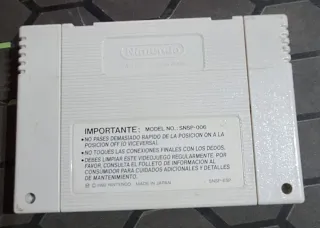 Nintendo
IMPORTANTE: MODEL NO.: SNSP-006
• NO PASES DEMASIADO RAPIDO DE LA POSICION ON A LA
POSICION OFF (O VICEVERSA).
• NO TOQUES LAS CONEXIONES FINALES CON LOS DEDOS.
• DEBES LIMPIAR ESTE VIDEOJUEGO REGULARMENTE, POR
FAVOR, CONSULTA EL FOLLETO DE INFORMACION AL
CONSUMIDOR PARA CUIDADOS ADICIONALES Y DETALLES
DE MANTENIMIENTO.
© 1992 NINTENDO MADE IN JAPAN